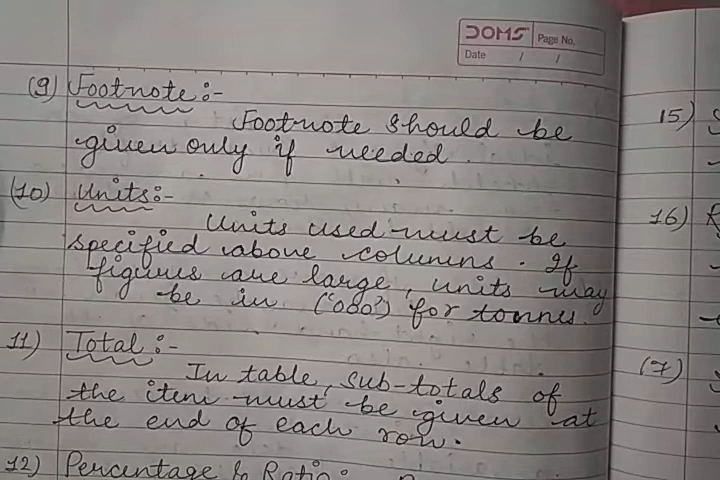 DOMS Page No.
Date / /
(9) Footnote :-
Footnote should be
given only if needed.
(10) Units :-
Units used must be
specified above columns. If
figures are large, units may
be in ('000') for tonnes.
11) Total :-
In table, sub-totals of
the item must be given at
the end of each row.
12) Percentage & Ratio :-
15)
16)
(7)